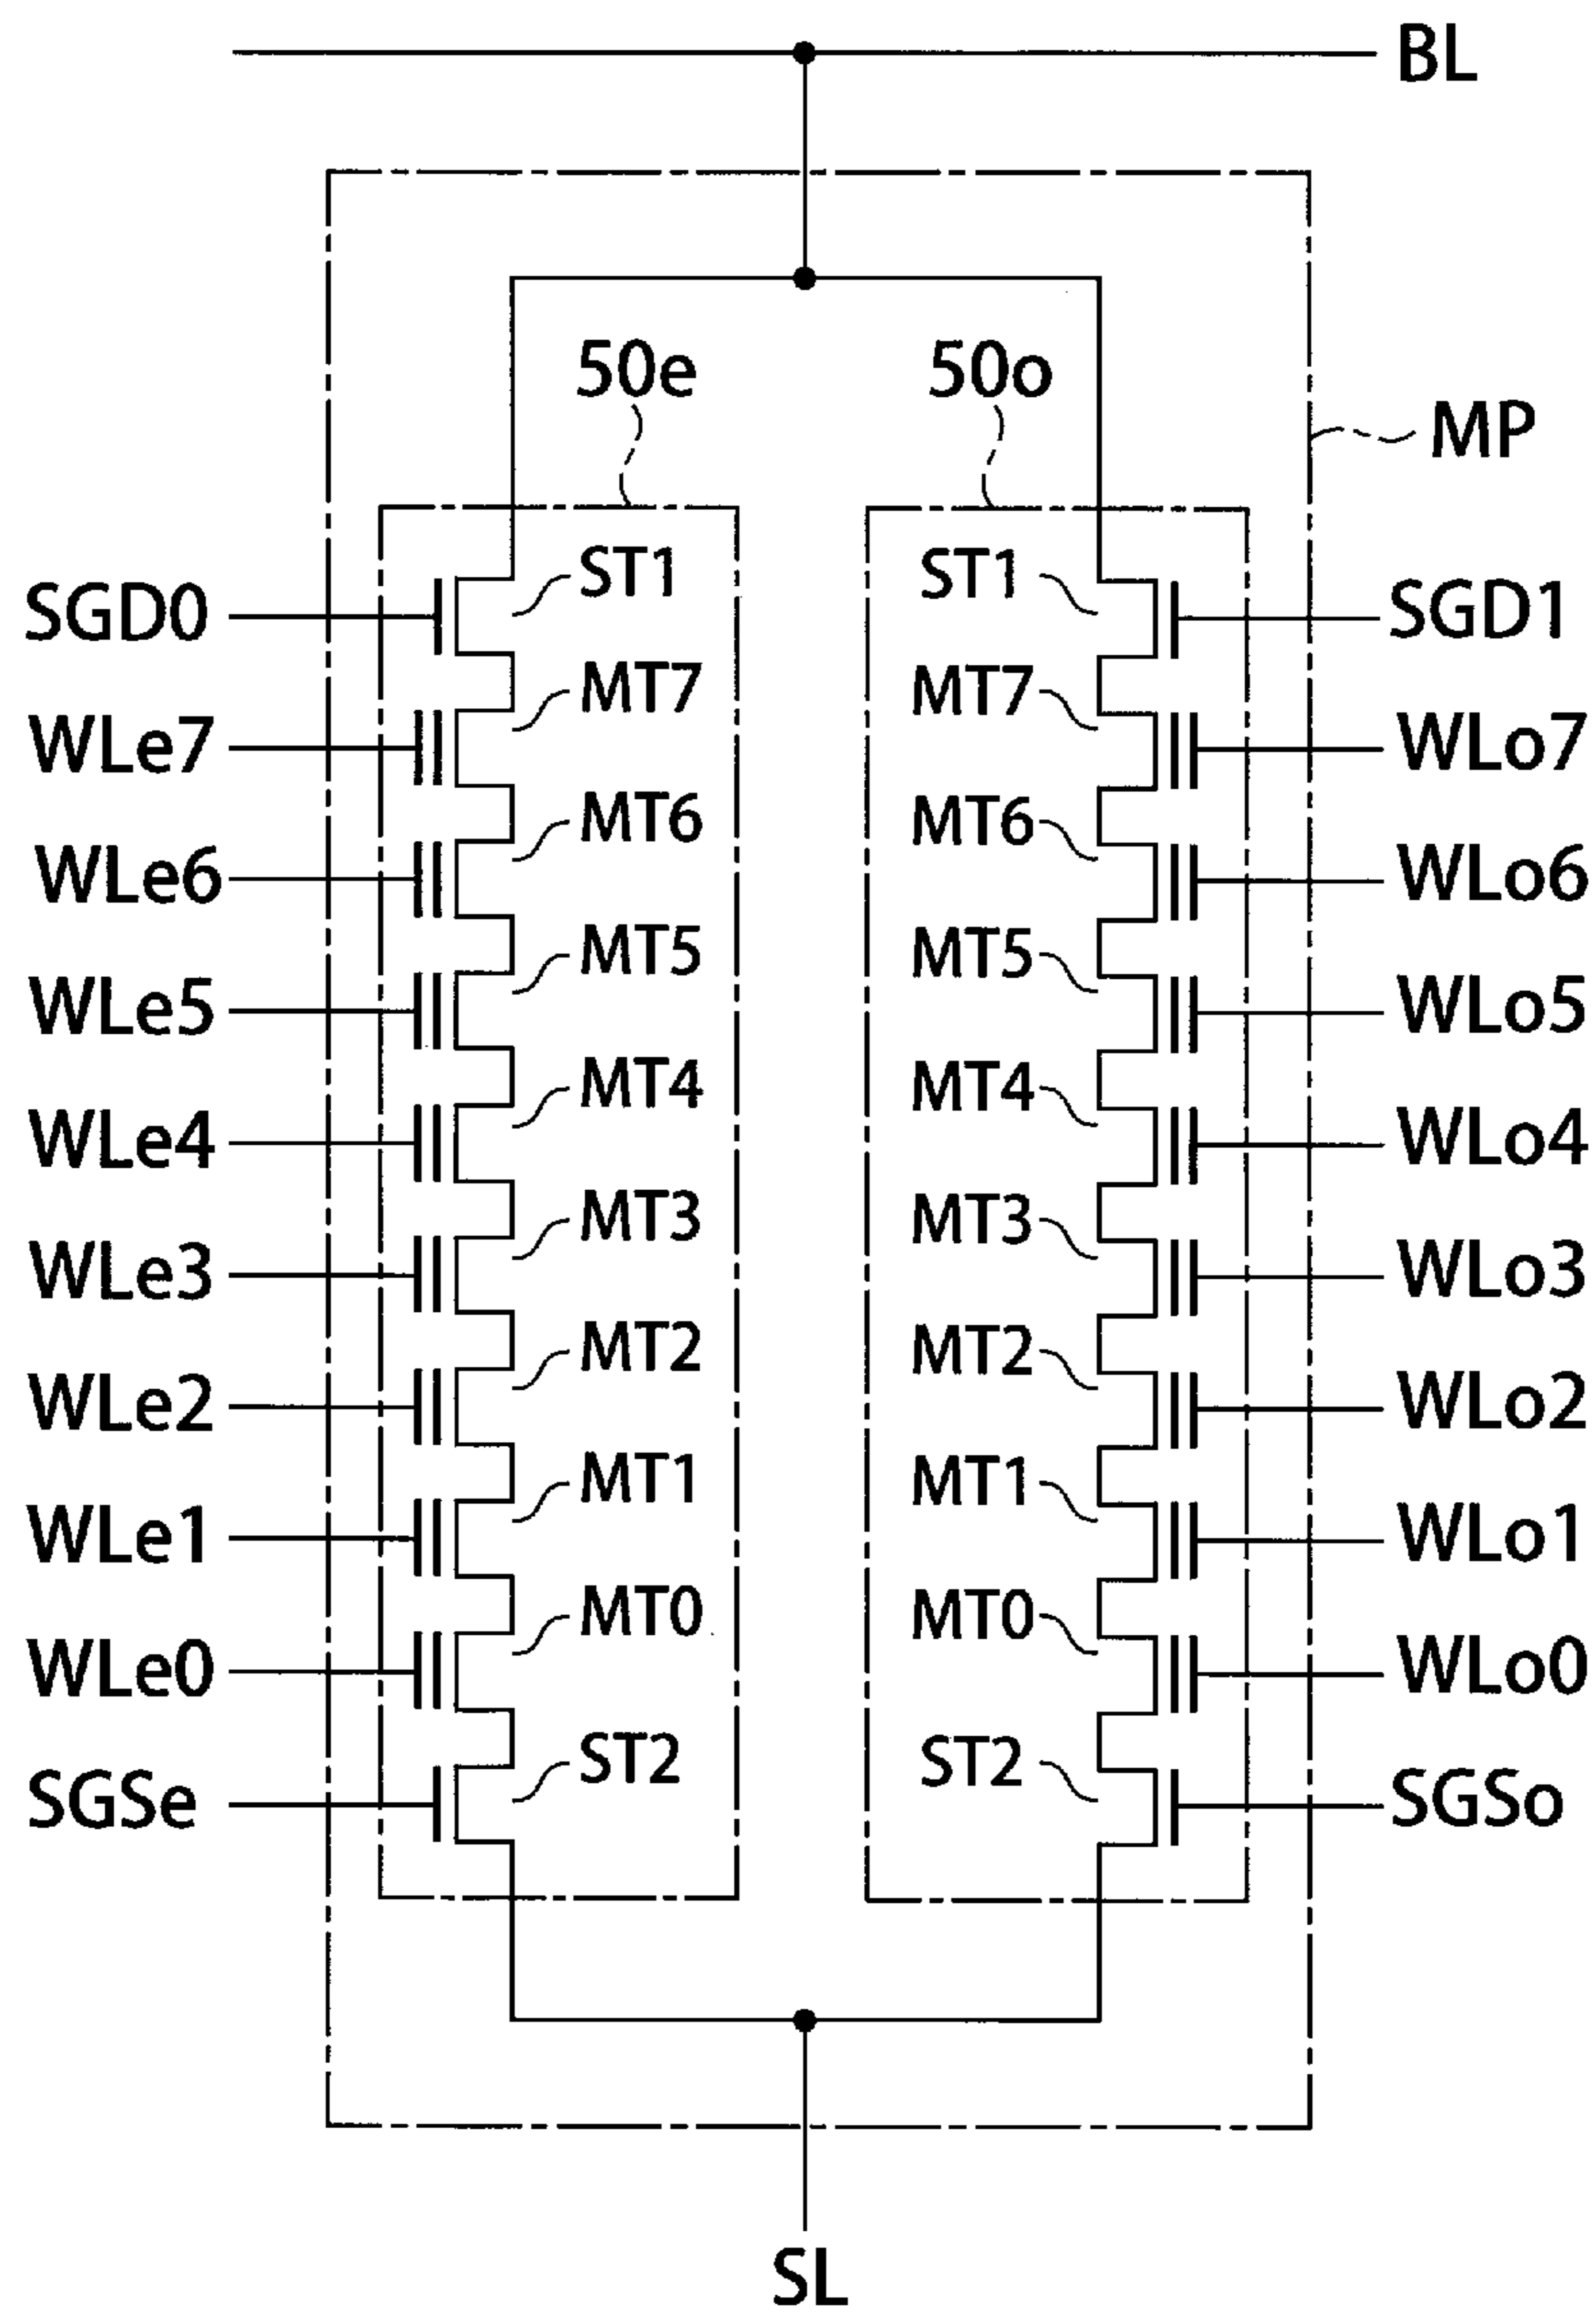 BL
50e 50o
MP
SGD0 ST1 ST1 SGD1
WLe7 MT7 MT7 WLo7
WLe6 MT6 MT6 WLo6
WLe5 MT5 MT5 WLo5
WLe4 MT4 MT4 WLo4
WLe3 MT3 MT3 WLo3
WLe2 MT2 MT2 WLo2
WLe1 MT1 MT1 WLo1
WLe0 MT0 MT0 WLo0
SGSe ST2 ST2 SGSo
SL